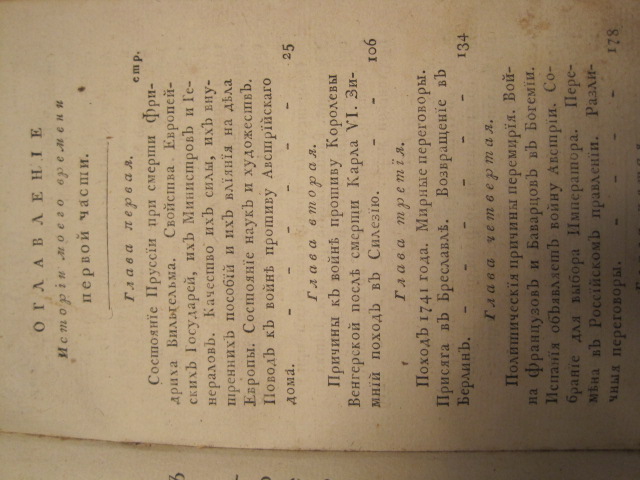 ОГЛАВЛЕНІЕ
Исторіи моего времени
первой части.
стр.
Глава первая.
Состояніе Пруссіи при смерти Фри-
дриха Вильгельма. Свойства Европей-
скихъ Государей, ихъ Министровъ и Ге-
нераловъ. Качество ихъ силы, ихъ вну-
треннихъ пособій и ихъ вліянія на дѣла
Европы. Состояніе наукъ и художествъ.
Поводъ къ войнѣ противу Австрійскаго
дома. - - - - - - 25
Глава вторая.
Причины къ войнѣ противу Королевы
Венгерской послѣ смерти Карла VI. Зи-
мній походъ въ Силезію. - - 106
Глава третія.
Походъ 1741 года. Мирные переговоры.
Присяга въ Бреславлѣ. Возвращеніе въ
Берлинъ. - - - - - 134
Глава четвертая.
Политическія причины перемирія. Вой-
на французовъ и Баварцовъ въ Богеміи.
Испанія объявляетъ войну Австріи. Со-
браніе для выбора Императора. Пере-
мѣна въ Россійскомъ правленіи. Разли-
чныя переговоры. - - - - 178